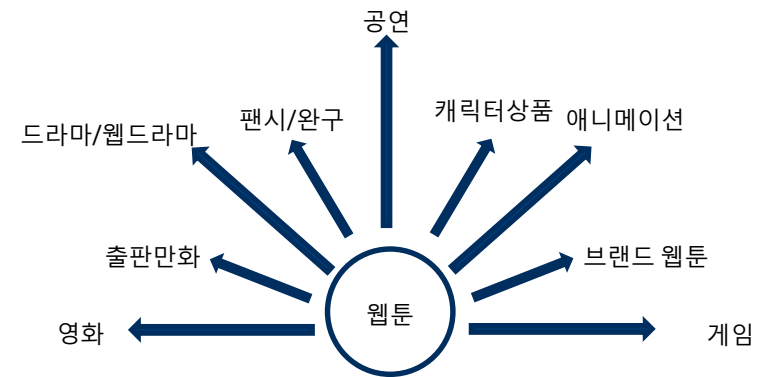 공연
팬시/완구
캐릭터상품
애니메이션
드라마/웹드라마
출판만화
브랜드 웹툰
웹툰
영화
게임